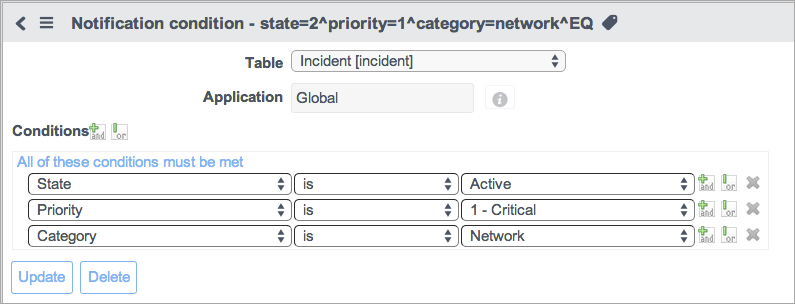 Notification condition - state=2^priority=1^category=network^EQ
Table Incident [incident]
Application Global
Conditions and or
All of these conditions must be met
State is Active and or
Priority is 1 - Critical and or
Category is Network and or
Update Delete